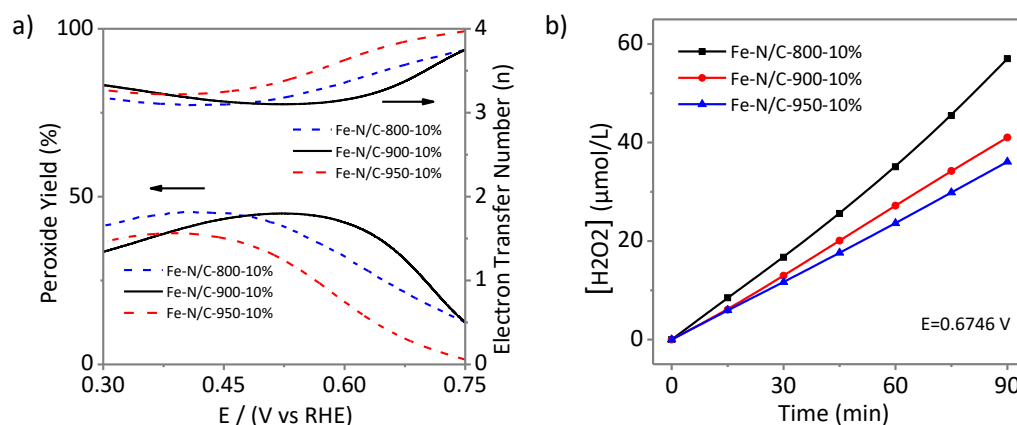 a)
100
50
0
Peroxide Yield (%)
4
3
2
1
0
Electron Transfer Number (n)
Fe-N/C-800-10%
Fe-N/C-900-10%
Fe-N/C-950-10%
Fe-N/C-800-10%
Fe-N/C-900-10%
Fe-N/C-950-10%
0.30 0.45 0.60 0.75
E / (V vs RHE)
b)
60
40
20
0
[H2O2] (μmol/L)
Fe-N/C-800-10%
Fe-N/C-900-10%
Fe-N/C-950-10%
E=0.6746 V
0 30 60 90
Time (min)